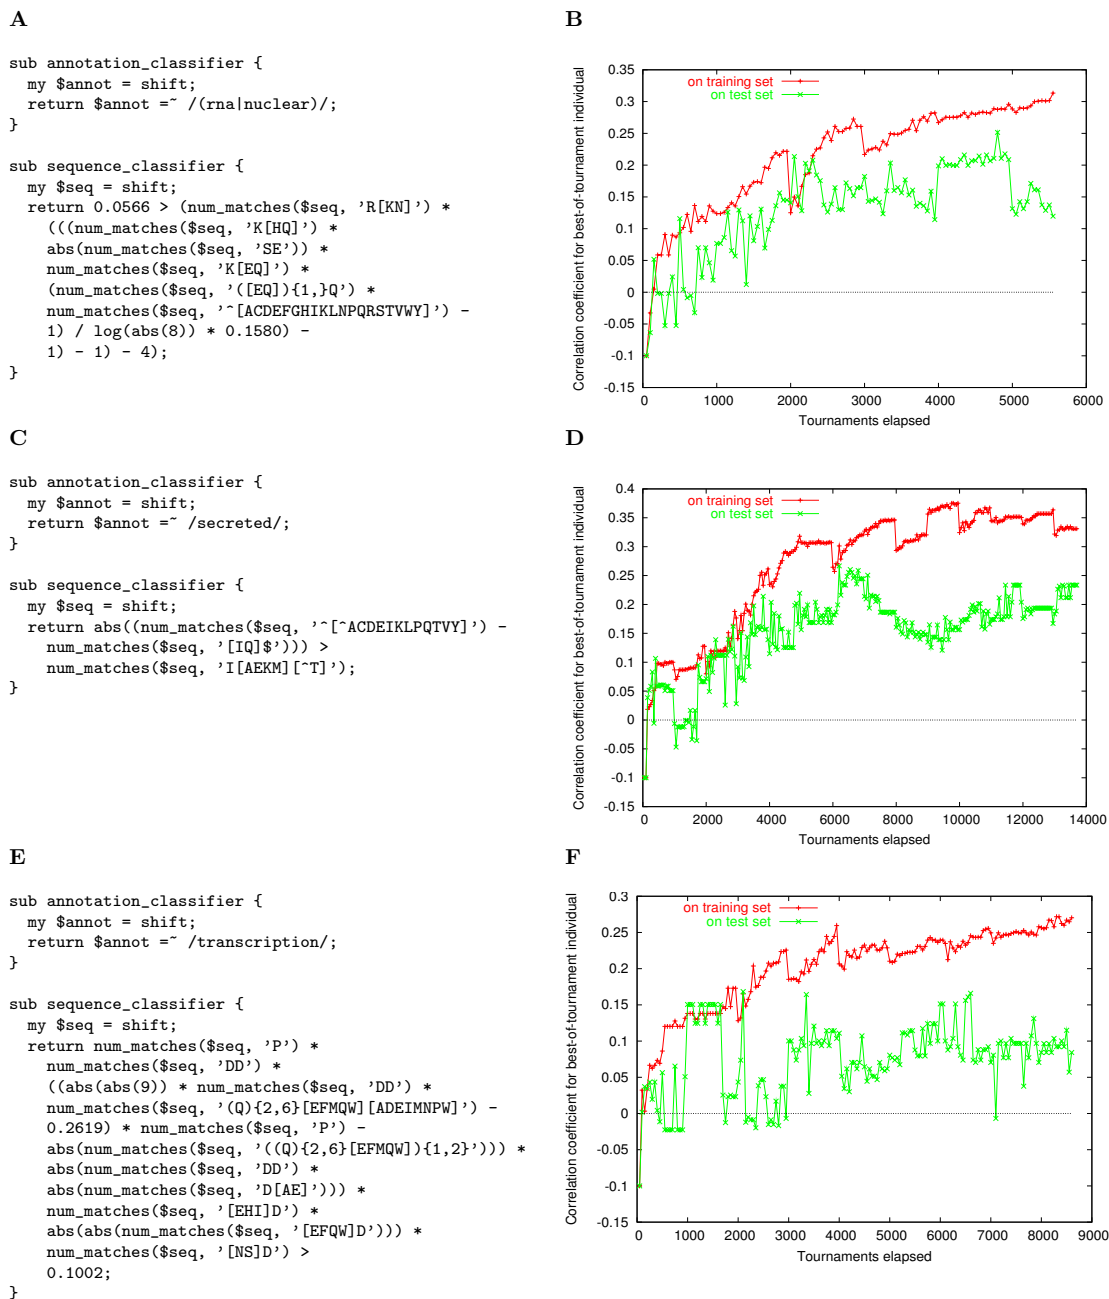 A
sub annotation_classifier {
  my $annot = shift;
  return $annot =~ /(rna|nuclear)/;
}
sub sequence_classifier {
  my $seq = shift;
  return 0.0566 > (num_matches($seq, 'R[KN]') *
    (((num_matches($seq, 'K[HQ]') *
    abs(num_matches($seq, 'SE')) *
    num_matches($seq, 'K[EQ]') *
    (num_matches($seq, '([EQ]){1,}Q') *
    num_matches($seq, '^[ACDEFGHIKLNPQRSTVWY]') -
    1) / log(abs(8)) * 0.1580) -
    1) - 1) - 4);
}
B
Correlation coefficient for best-of-tournament individual
on training set
on test set
0.35
0.3
0.25
0.2
0.15
0.1
0.05
0
-0.05
-0.1
-0.15
0 1000 2000 3000 4000 5000 6000
Tournaments elapsed
C
sub annotation_classifier {
  my $annot = shift;
  return $annot =~ /secreted/;
}
sub sequence_classifier {
  my $seq = shift;
  return abs((num_matches($seq, '^[^ACDEIKLPQTVY]') -
    num_matches($seq, '[IQ]$'))) >
    num_matches($seq, 'I[AEKM][^T]');
}
D
Correlation coefficient for best-of-tournament individual
on training set
on test set
0.4
0.35
0.3
0.25
0.2
0.15
0.1
0.05
0
-0.05
-0.1
-0.15
0 2000 4000 6000 8000 10000 12000 14000
Tournaments elapsed
E
sub annotation_classifier {
  my $annot = shift;
  return $annot =~ /transcription/;
}
sub sequence_classifier {
  my $seq = shift;
  return num_matches($seq, 'P') *
    num_matches($seq, 'DD') *
    ((abs(abs(9)) * num_matches($seq, 'DD') *
    num_matches($seq, '(Q){2,6}[EFMQW][ADEIMNPW]') -
    0.2619) * num_matches($seq, 'P') -
    abs(num_matches($seq, '((Q){2,6}[EFMQW]){1,2}'))) *
    abs(num_matches($seq, 'DD') *
    abs(num_matches($seq, 'D[AE]'))) *
    num_matches($seq, '[EHI]D') *
    abs(abs(num_matches($seq, '[EFQW]D'))) *
    num_matches($seq, '[NS]D') >
    0.1002;
}
F
Correlation coefficient for best-of-tournament individual
on training set
on test set
0.3
0.25
0.2
0.15
0.1
0.05
0
-0.05
-0.1
-0.15
0 1000 2000 3000 4000 5000 6000 7000 8000 9000
Tournaments elapsed